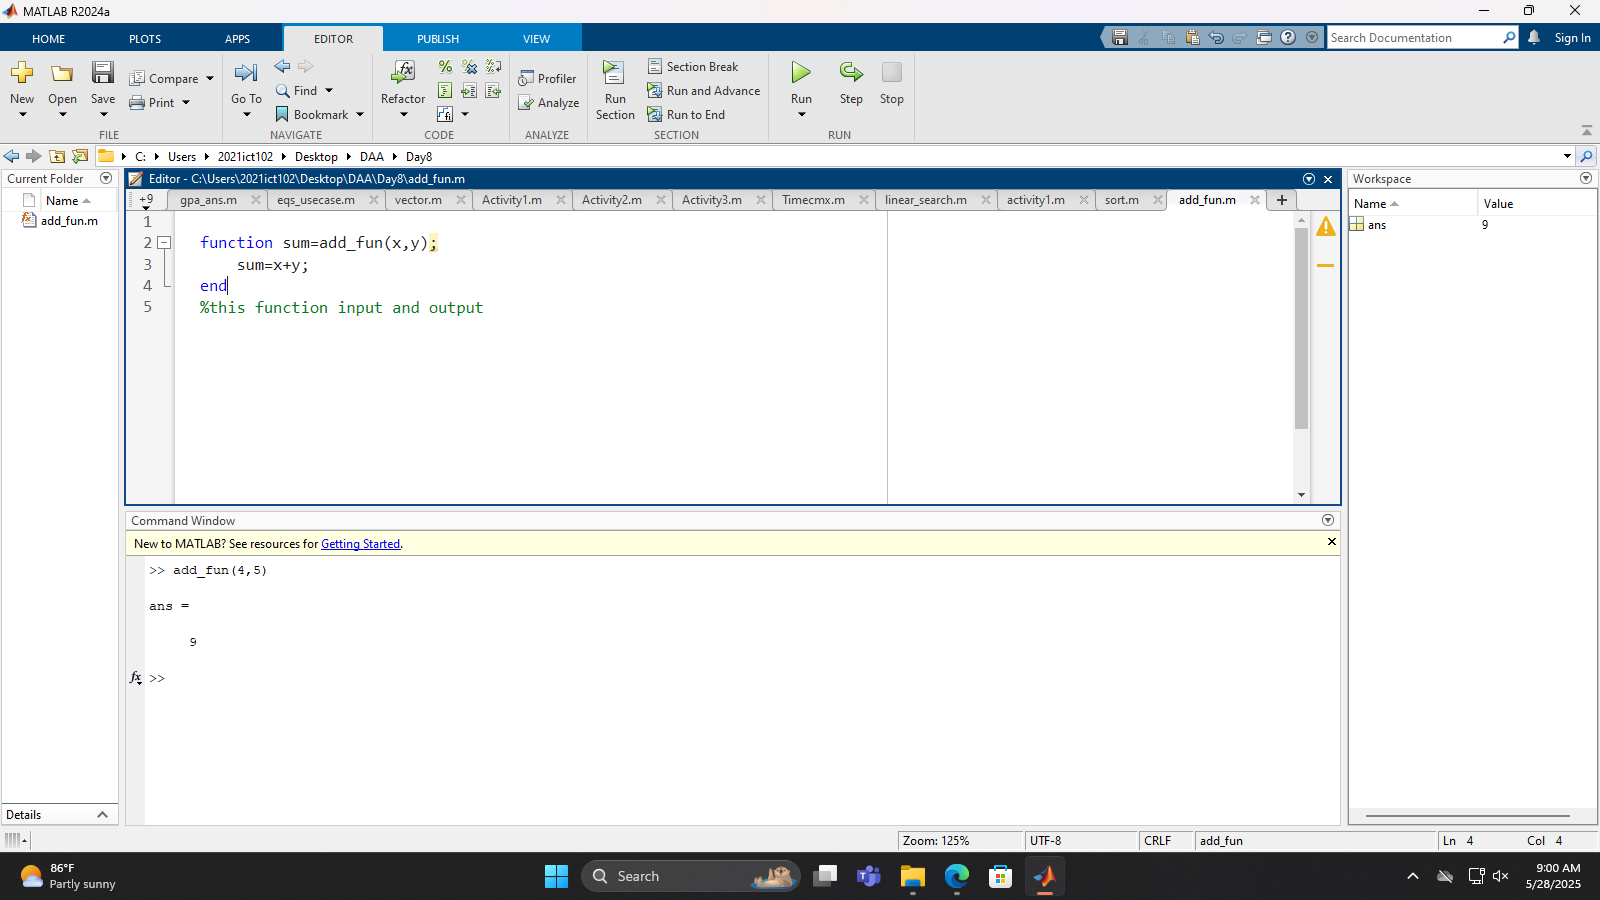 MATLAB R2024a
HOME PLOTS APPS EDITOR PUBLISH VIEW
Search Documentation Sign In
New Open Save Compare Print
FILE
Go To Find Bookmark
NAVIGATE
Refactor
CODE
Profiler Analyze
ANALYZE
Run Section Section Break Run and Advance Run to End
SECTION
Run Step Stop
RUN
C: Users 2021ict102 Desktop DAA Day8
Current Folder
Name
add_fun.m
Details
Editor - C:\Users\2021ict102\Desktop\DAA\Day8\add_fun.m
+9 gpa_ans.m eqs_usecase.m vector.m Activity1.m Activity2.m Activity3.m Timecmx.m linear_search.m activity1.m sort.m add_fun.m
1
2 function sum=add_fun(x,y);
3 sum=x+y;
4 end
5 %this function input and output
Command Window
New to MATLAB? See resources for Getting Started.
>> add_fun(4,5)
ans =
9
fx >>
Workspace
Name Value
ans 9
Zoom: 125% UTF-8 CRLF add_fun Ln 4 Col 4
86°F
Partly sunny
Search
9:00 AM
5/28/2025